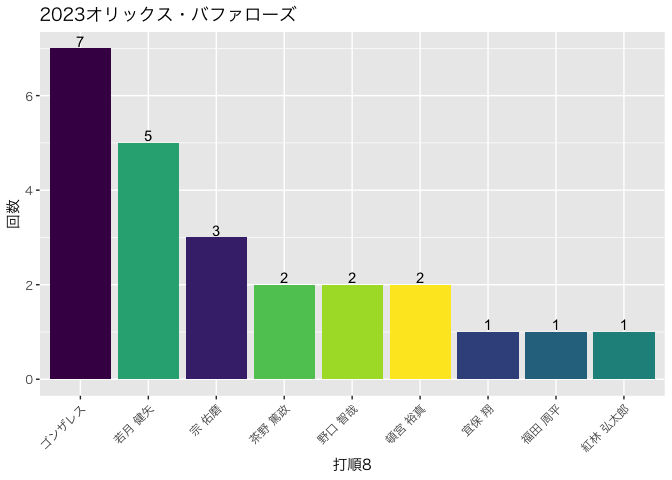 2023オリックス・バファローズ
回数
6
4
2
0
7
5
3
2
2
2
1
1
1
ゴンザレス
若月 健矢
宗 佑磨
茶野 篤政
野口 智哉
頓宮 裕真
宜保 翔
福田 周平
紅林 弘太郎
打順8